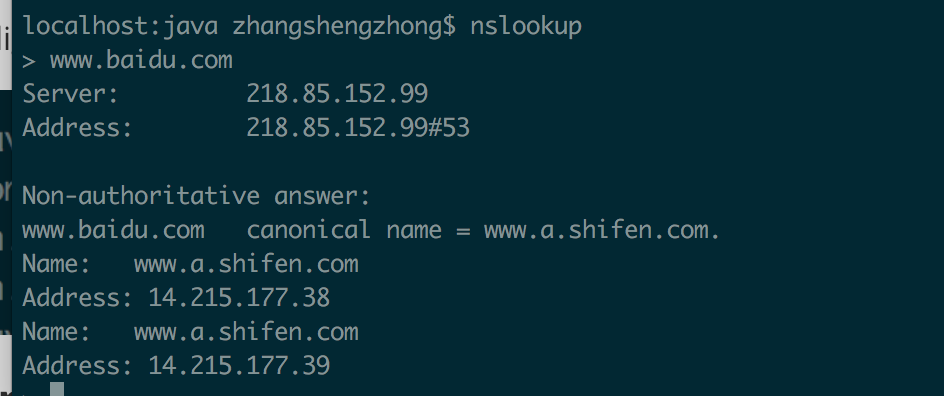 localhost:java zhangshengzhong$ nslookup
> www.baidu.com
Server: 218.85.152.99
Address: 218.85.152.99#53
Non-authoritative answer:
www.baidu.com canonical name = www.a.shifen.com.
Name: www.a.shifen.com
Address: 14.215.177.38
Name: www.a.shifen.com
Address: 14.215.177.39